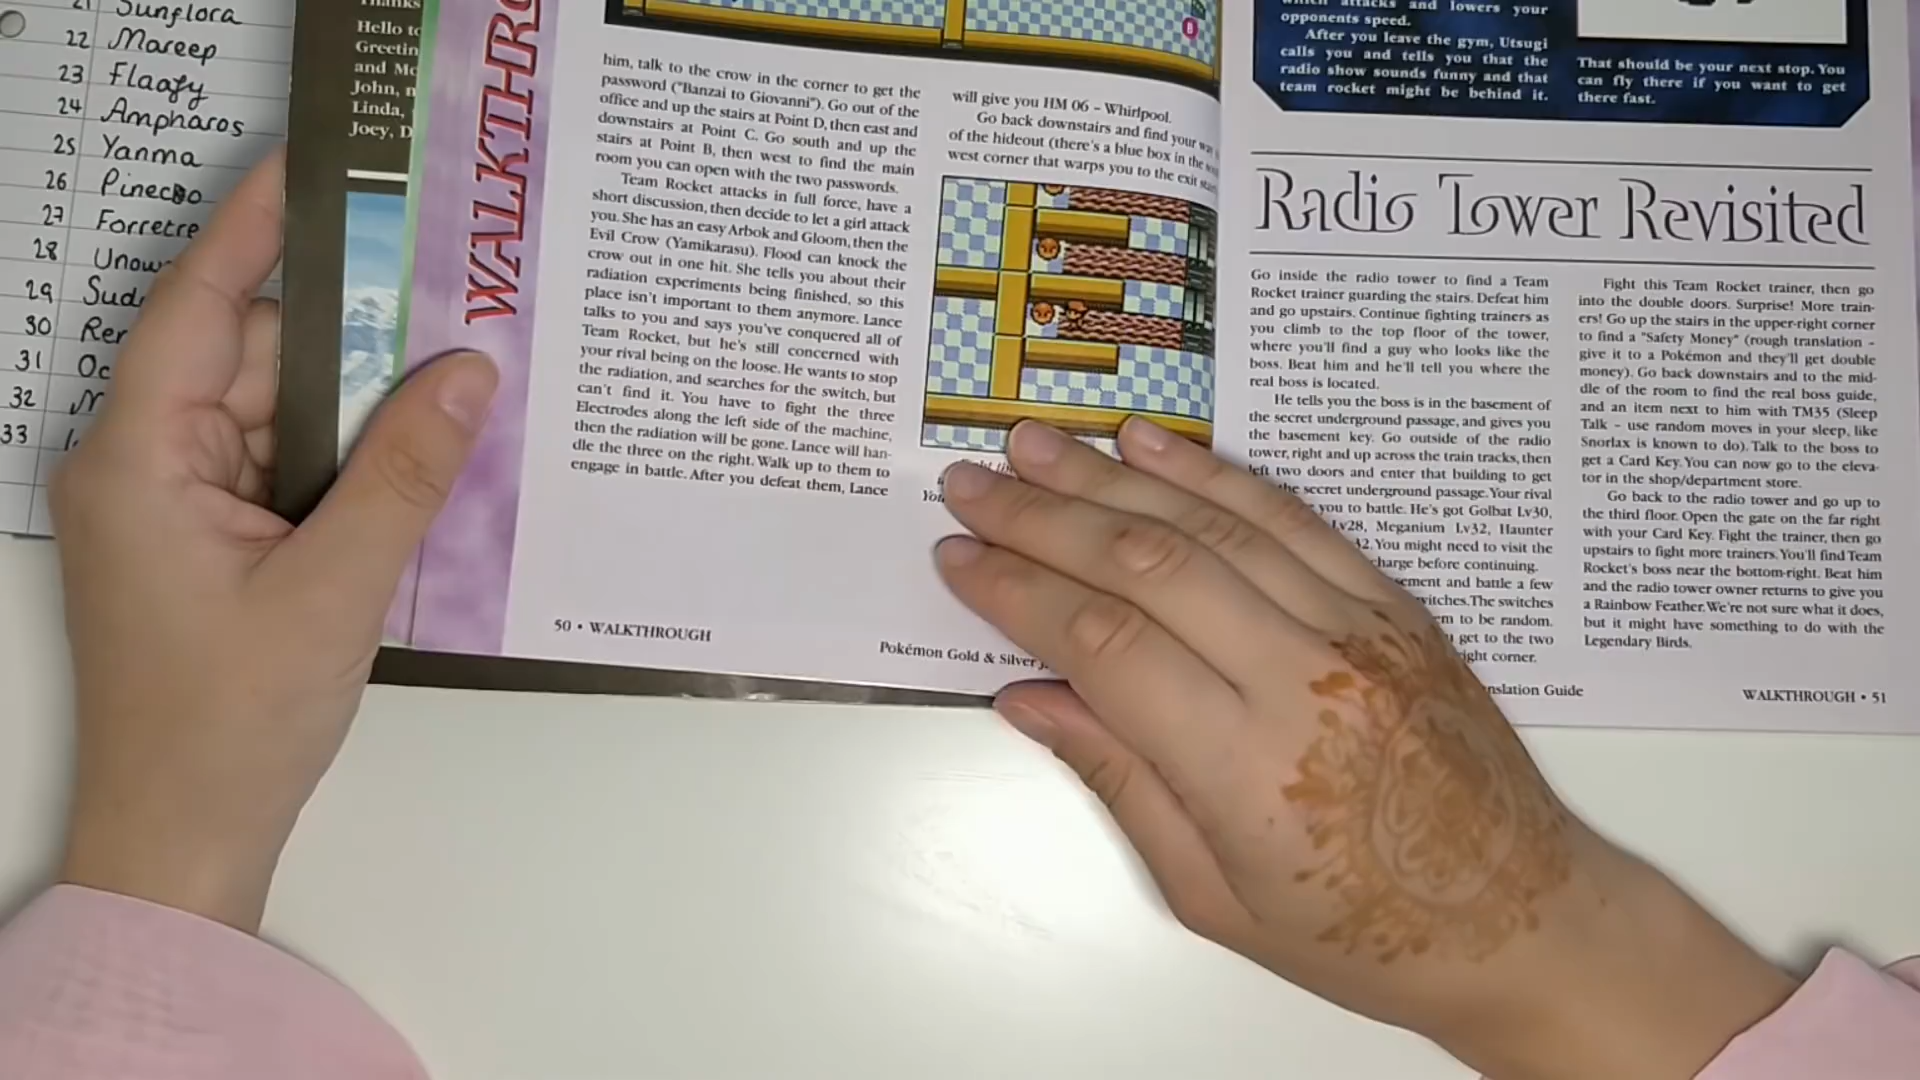 21 Sunflora
22 Mareep
23 Flaafy
24 Ampharos
25 Yanma
26 Pineco
27 Forretre
28 Unow
29 Sud
30 Rer
31 Oc
32
33
Thanks
Hello to
Greetin
and Mc
John,
Linda,
Joey, D
WALKTHRO
B
him, talk to the crow in the corner to get the
password ("Banzai to Giovanni"). Go out of the
office and up the stairs at Point D, then east and
downstairs at Point C. Go south and up the
stairs at Point B, then west to find the main
room you can open with the two passwords.
Team Rocket attacks in full force, have a
short discussion, then decide to let a girl attack
you. She has an easy Arbok and Gloom, then the
Evil Crow (Yamikarasu). Flood can knock the
crow out in one hit. She tells you about their
radiation experiments being finished, so this
place isn't important to them anymore. Lance
talks to you and says you've conquered all of
Team Rocket, but he's still concerned with
your rival being on the loose. He wants to stop
the radiation, and searches for the switch, but
can't find it. You have to fight the three
Electrodes along the left side of the machine,
then the radiation will be gone. Lance will han-
dle the three on the right. Walk up to them to
engage in battle. After you defeat them, Lance
will give you HM 06 – Whirlpool.
Go back downstairs and find your way
of the hideout (there's a blue box in the
west corner that warps you to the exit
You
50 • WALKTHROUGH
Pokémon Gold & Silver
which attacks and lowers your
opponents speed.
After you leave the gym, Utsugi
calls you and tells you that the
radio show sounds funny and that
team rocket might be behind it.
That should be your next stop. You
can fly there if you want to get
there fast.
Radio Tower Revisited
Go inside the radio tower to find a Team
Rocket trainer guarding the stairs. Defeat him
and go upstairs. Continue fighting trainers as
you climb to the top floor of the tower,
where you'll find a guy who looks like the
boss. Beat him and he'll tell you where the
real boss is located.
He tells you the boss is in the basement of
the secret underground passage, and gives you
the basement key. Go outside of the radio
tower, right and up across the train tracks, then
left two doors and enter that building to get
the secret underground passage. Your rival
you to battle. He's got Golbat Lv30,
Lv28, Meganium Lv32, Haunter
You might need to visit the
charge before continuing.
sement and battle a few
witches. The switches
em to be random.
get to the two
right corner.
Fight this Team Rocket trainer, then go
into the double doors. Surprise! More train-
ers! Go up the stairs in the upper-right corner
to find a "Safety Money" (rough translation –
give it to a Pokémon and they'll get double
money). Go back downstairs and to the mid-
dle of the room to find the real boss guide,
and an item next to him with TM35 (Sleep
Talk – use random moves in your sleep, like
Snorlax is known to do). Talk to the boss to
get a Card Key. You can now go to the eleva-
tor in the shop/department store.
Go back to the radio tower and go up to
the third floor. Open the gate on the far right
with your Card Key. Fight the trainer, then go
upstairs to fight more trainers. You'll find Team
Rocket's boss near the bottom-right. Beat him
and the radio tower owner returns to give you
a Rainbow Feather. We're not sure what it does,
but it might have something to do with the
Legendary Birds.
nslation Guide
WALKTHROUGH • 51